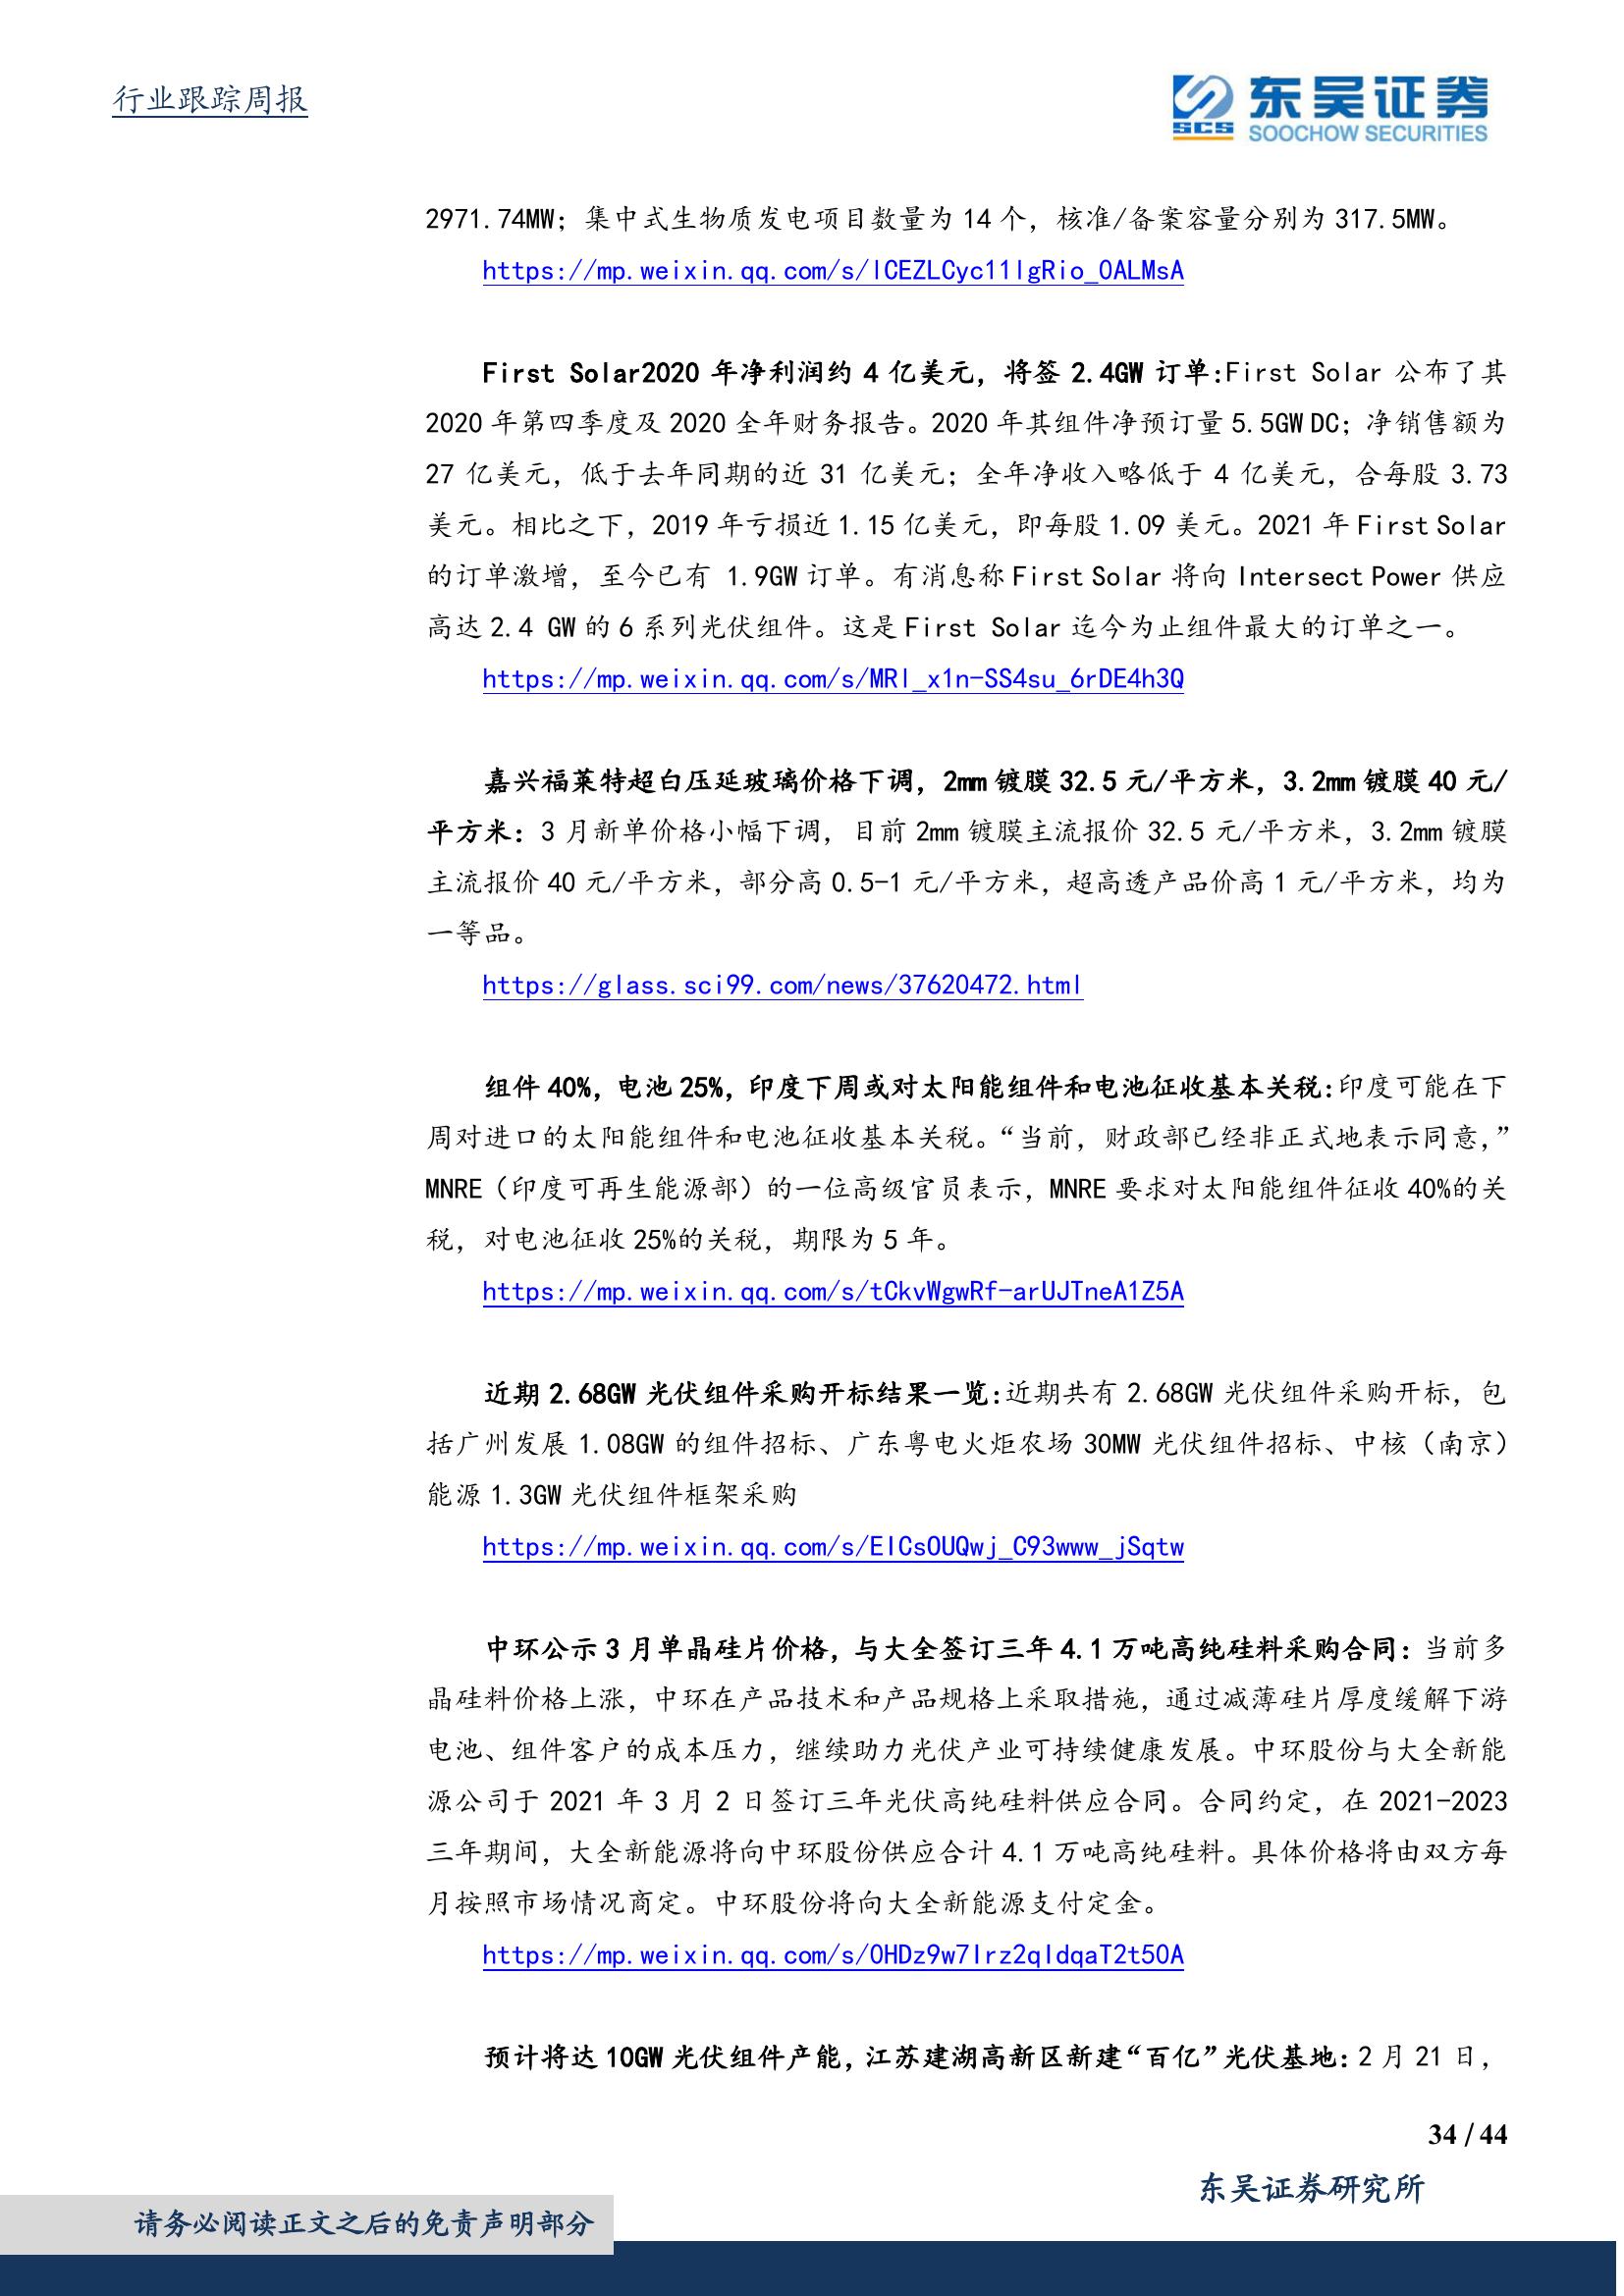 行业跟踪周报
东吴证券
SCS
SOOCHOW SECURITIES
2971.74MW；集中式生物质发电项目数量为 14 个，核准/备案容量分别为 317.5MW。
https://mp.weixin.qq.com/s/lCEZLCyc11lgRio_0ALMsA
First Solar2020 年净利润约 4 亿美元，将签 2.4GW 订单:First Solar 公布了其
2020 年第四季度及 2020 全年财务报告。2020 年其组件净预订量 5.5GW DC；净销售额为
27 亿美元，低于去年同期的近 31 亿美元；全年净收入略低于 4 亿美元，合每股 3.73
美元。相比之下，2019 年亏损近 1.15 亿美元，即每股 1.09 美元。2021 年 First Solar
的订单激增，至今已有 1.9GW 订单。有消息称 First Solar 将向 Intersect Power 供应
高达 2.4 GW 的 6 系列光伏组件。这是 First Solar 迄今为止组件最大的订单之一。
https://mp.weixin.qq.com/s/MRl_x1n-SS4su_6rDE4h3Q
嘉兴福莱特超白压延玻璃价格下调，2mm 镀膜 32.5 元/平方米，3.2mm 镀膜 40 元/
平方米：3 月新单价格小幅下调，目前 2mm 镀膜主流报价 32.5 元/平方米，3.2mm 镀膜
主流报价 40 元/平方米，部分高 0.5-1 元/平方米，超高透产品价高 1 元/平方米，均为
一等品。
https://glass.sci99.com/news/37620472.html
组件 40%，电池 25%，印度下周或对太阳能组件和电池征收基本关税:印度可能在下
周对进口的太阳能组件和电池征收基本关税。“当前，财政部已经非正式地表示同意，”
MNRE（印度可再生能源部）的一位高级官员表示，MNRE 要求对太阳能组件征收 40%的关
税，对电池征收 25%的关税，期限为 5 年。
https://mp.weixin.qq.com/s/tCkvWgwRf-arUJTneA1Z5A
近期 2.68GW 光伏组件采购开标结果一览:近期共有 2.68GW 光伏组件采购开标，包
括广州发展 1.08GW 的组件招标、广东粤电火炬农场 30MW 光伏组件招标、中核（南京）
能源 1.3GW 光伏组件框架采购
https://mp.weixin.qq.com/s/ElCsOUQwj_C93www_jSqtw
中环公示 3 月单晶硅片价格，与大全签订三年 4.1 万吨高纯硅料采购合同：当前多
晶硅料价格上涨，中环在产品技术和产品规格上采取措施，通过减薄硅片厚度缓解下游
电池、组件客户的成本压力，继续助力光伏产业可持续健康发展。中环股份与大全新能
源公司于 2021 年 3 月 2 日签订三年光伏高纯硅料供应合同。合同约定，在 2021-2023
三年期间，大全新能源将向中环股份供应合计 4.1 万吨高纯硅料。具体价格将由双方每
月按照市场情况商定。中环股份将向大全新能源支付定金。
https://mp.weixin.qq.com/s/0HDz9w7lrz2qldqaT2t50A
预计将达 10GW 光伏组件产能，江苏建湖高新区新建“百亿”光伏基地：2 月 21 日，
34 / 44
东吴证券研究所
请务必阅读正文之后的免责声明部分